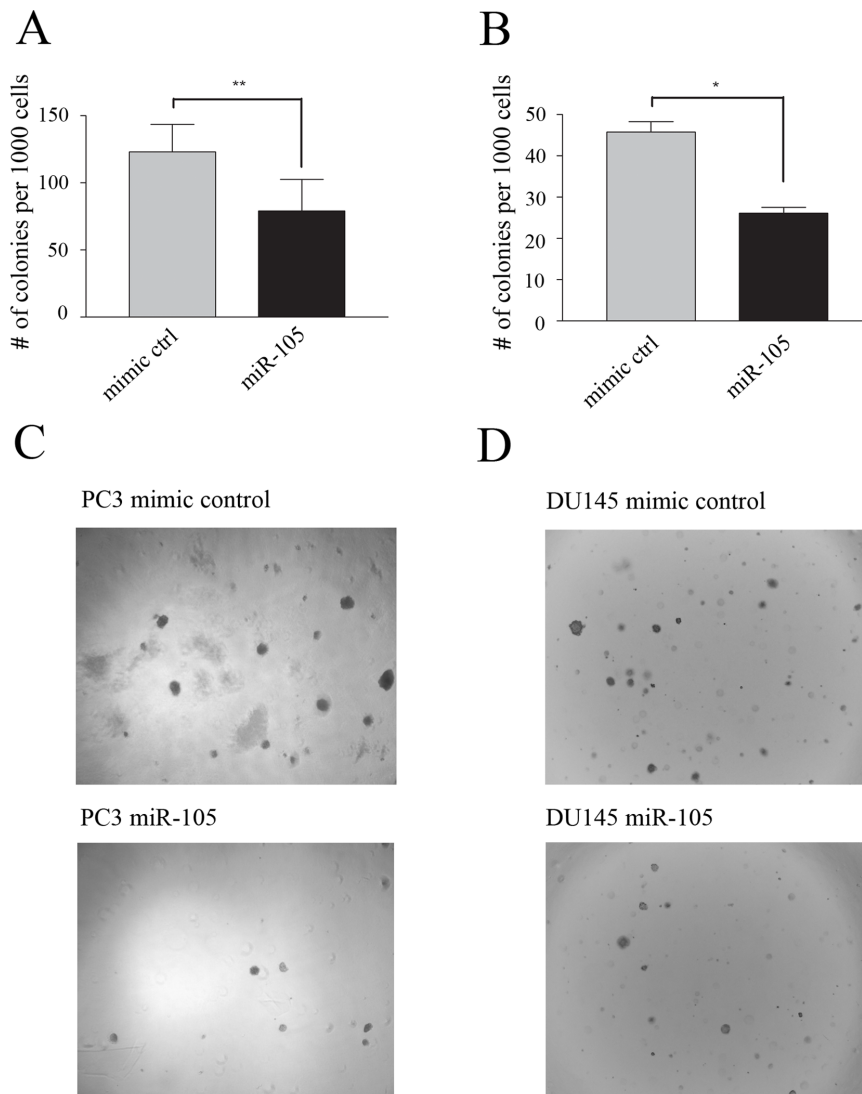 A
# of colonies per 1000 cells
150
100
50
0
**
mimic ctrl
miR-105
B
# of colonies per 1000 cells
50
40
30
20
10
0
*
mimic ctrl
miR-105
C
PC3 mimic control
PC3 miR-105
D
DU145 mimic control
DU145 miR-105